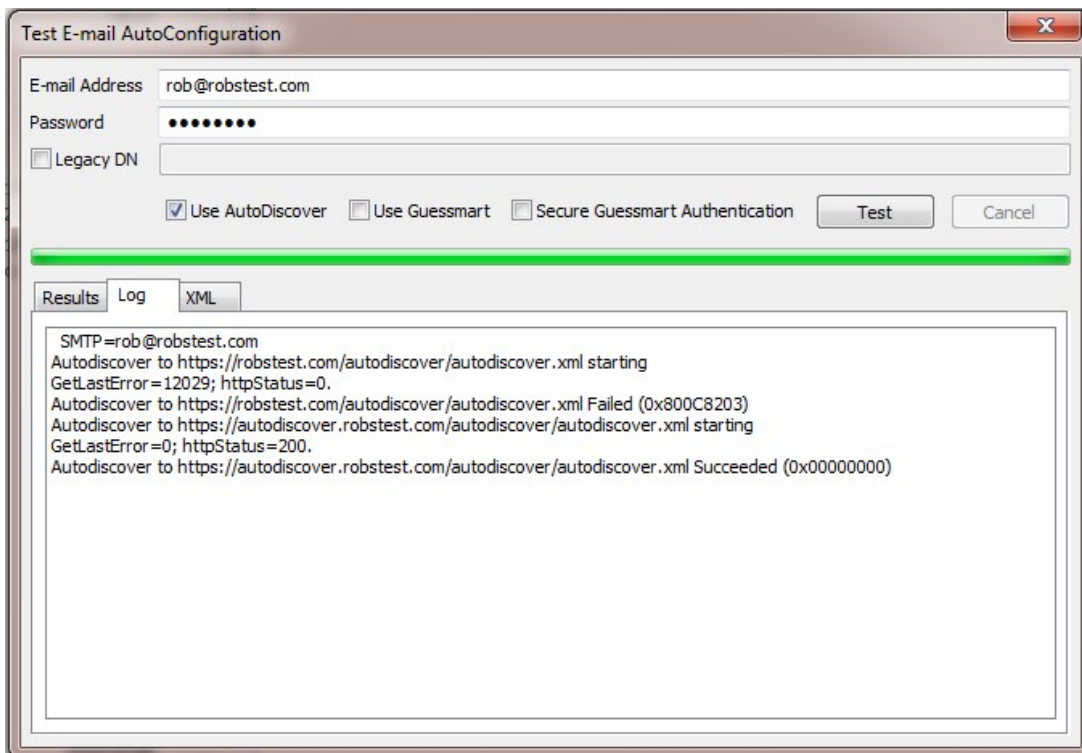 Test E-mail AutoConfiguration
E-mail Address rob@robstest.com
Password ●●●●●●●●
Legacy DN
Use AutoDiscover Use Guessmart Secure Guessmart Authentication Test Cancel
Results Log XML
SMTP=rob@robstest.com
Autodiscover to https://robstest.com/autodiscover/autodiscover.xml starting
GetLastError=12029; httpStatus=0.
Autodiscover to https://robstest.com/autodiscover/autodiscover.xml Failed (0x800C8203)
Autodiscover to https://autodiscover.robstest.com/autodiscover/autodiscover.xml starting
GetLastError=0; httpStatus=200.
Autodiscover to https://autodiscover.robstest.com/autodiscover/autodiscover.xml Succeeded (0x00000000)